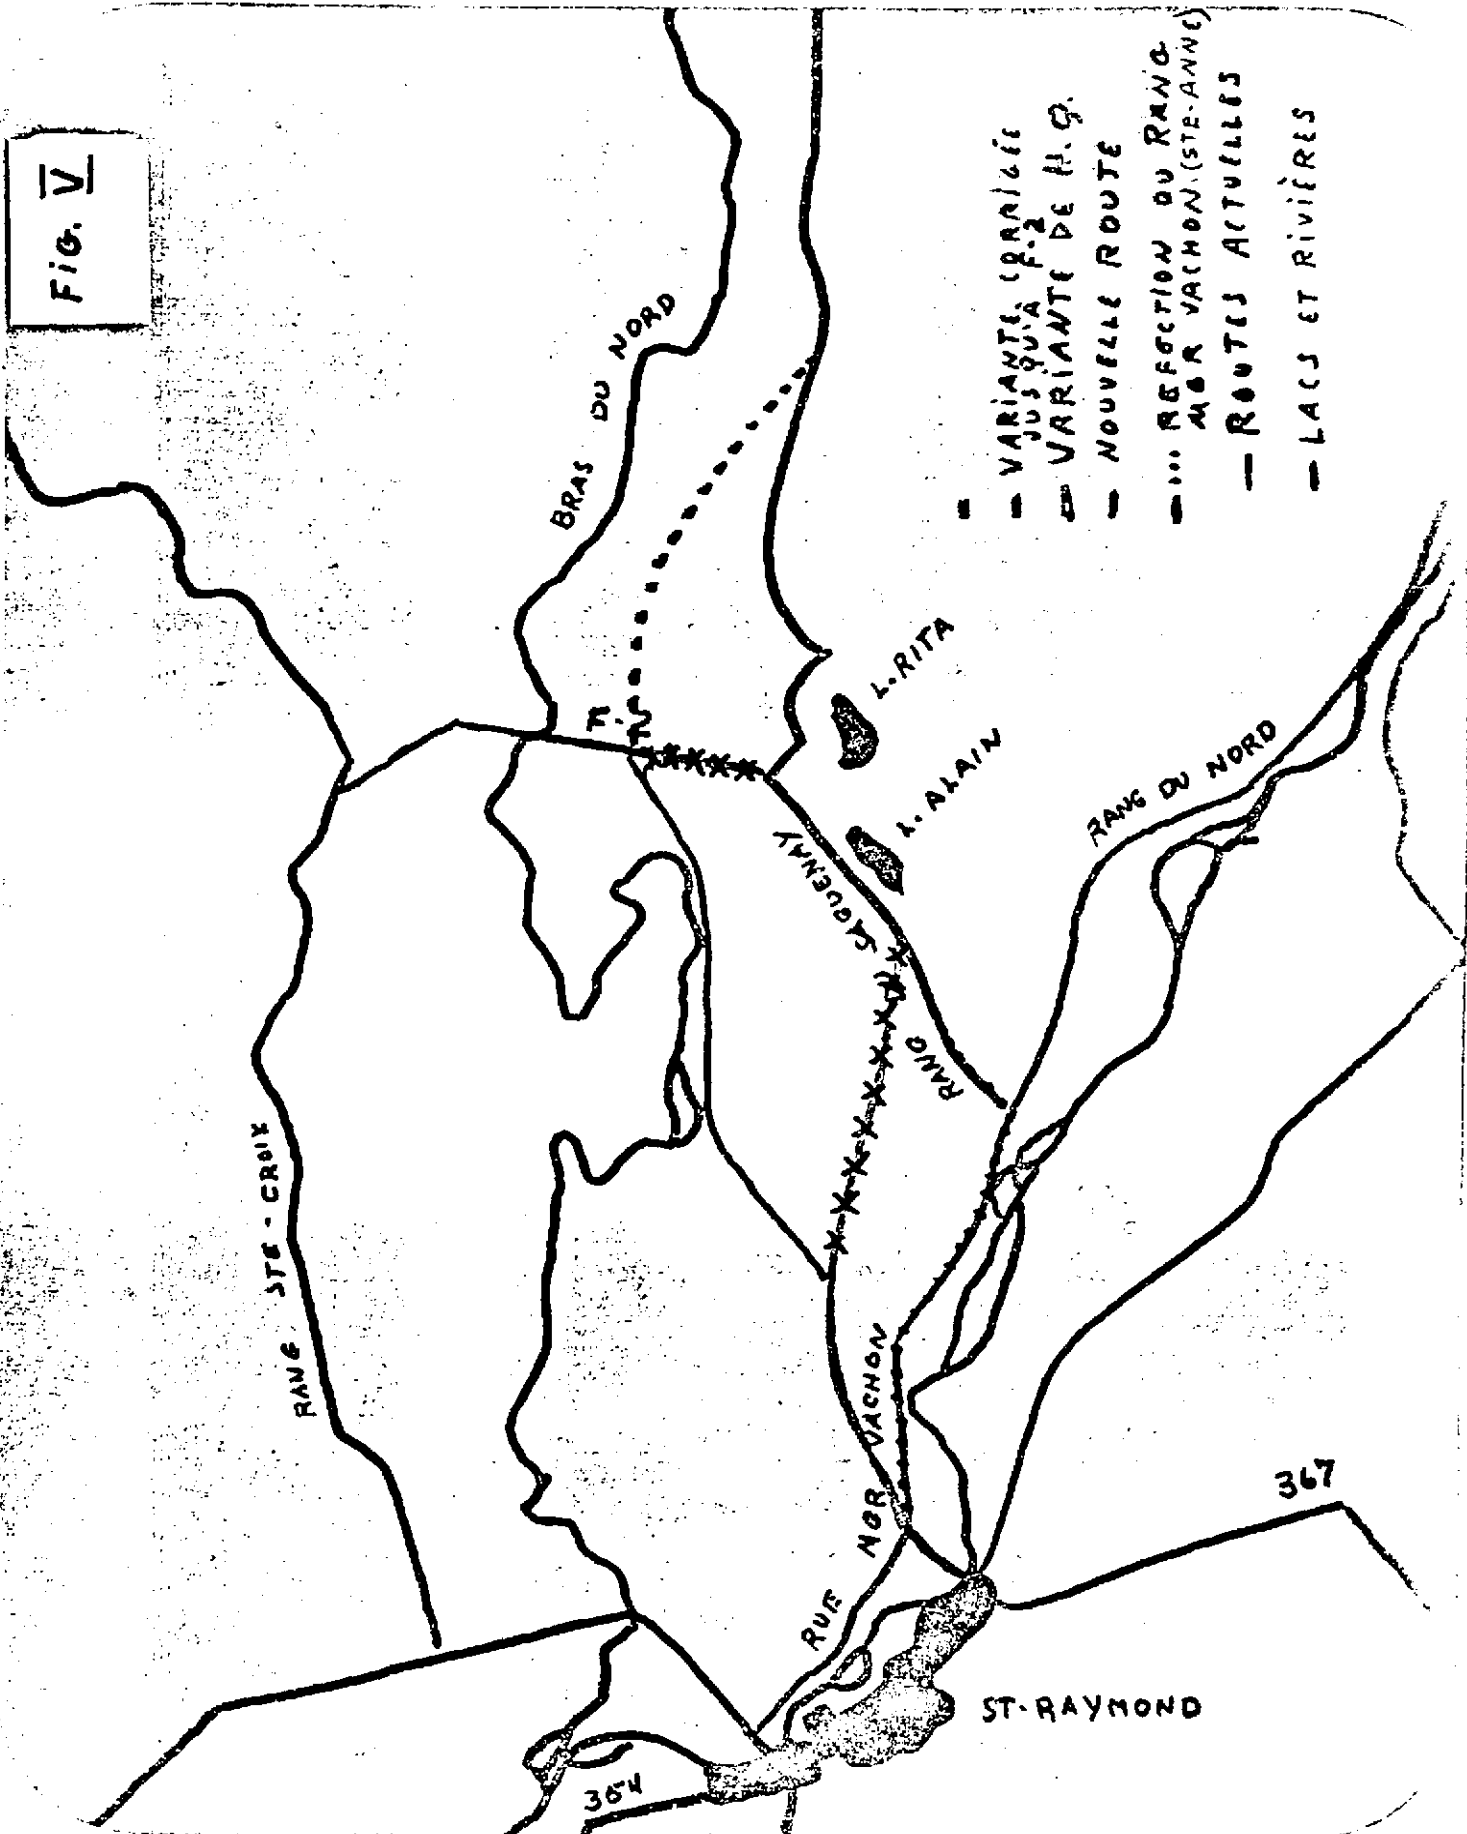 FIG. V
BRAS DU NORD
L. RITA
L. ALAIN
RANG SAGUENAY
RANG DU NORD
RANG STE-CROIX
RUE MGR VACHON
ST-RAYMOND
367
354
VARIANTE CORRIGÉE
JUSQU'À F-2
VARIANTE DE H.Q.
NOUVELLE ROUTE
REFECTION DU RANG
MGR VACHON (STE-ANNE)
ROUTES ACTUELLES
LACS ET RIVIÈRES